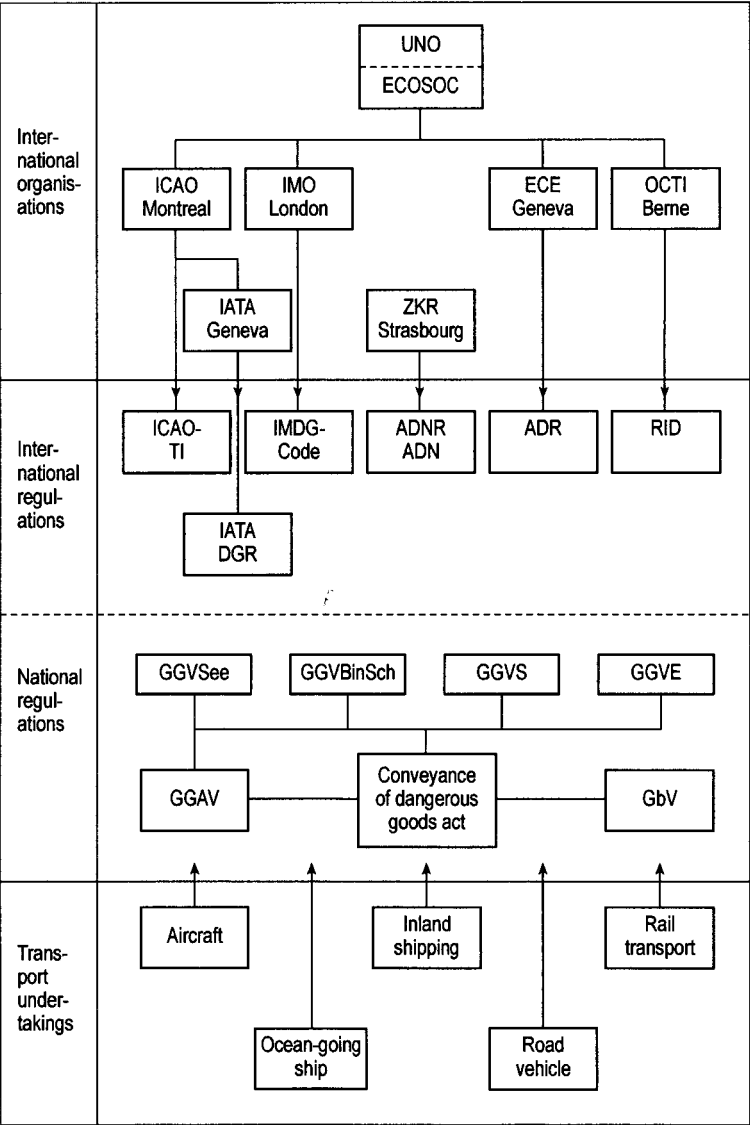 UNO
ECOSOC
Inter-
national
organis-
ations
ICAO
Montreal
IMO
London
ECE
Geneva
OCTI
Berne
IATA
Geneva
ZKR
Strasbourg
Inter-
national
regul-
ations
ICAO-
TI
IMDG-
Code
ADNR
ADN
ADR
RID
IATA
DGR
National
regul-
ations
GGVSee
GGVBinSch
GGVS
GGVE
GGAV
Conveyance
of dangerous
goods act
GbV
Trans-
port
under-
takings
Aircraft
Inland
shipping
Rail
transport
Ocean-going
ship
Road
vehicle